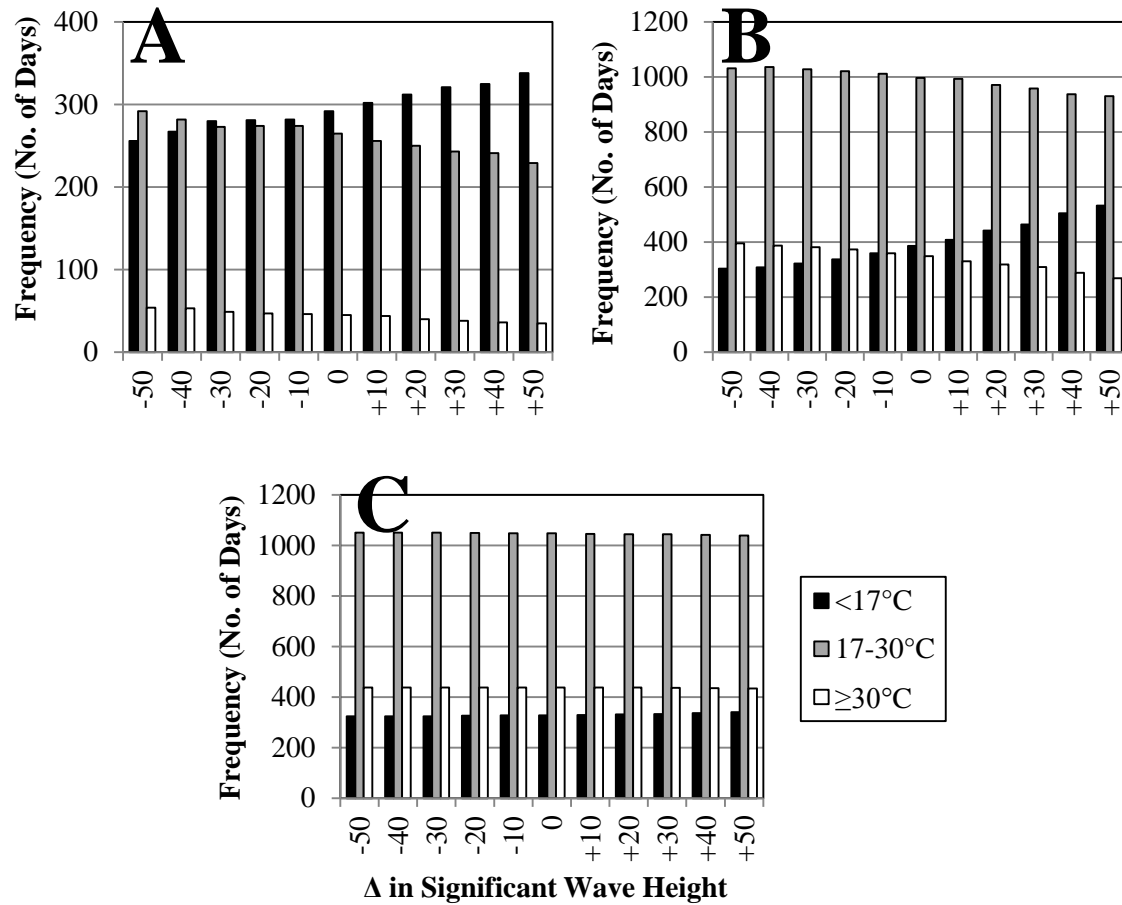 A
Frequency (No. of Days)
400
300
200
100
0
-50 -40 -30 -20 -10 0 +10 +20 +30 +40 +50
B
Frequency (No. of Days)
1200
1000
800
600
400
200
0
-50 -40 -30 -20 -10 0 +10 +20 +30 +40 +50
C
Frequency (No. of Days)
1200
1000
800
600
400
200
0
-50 -40 -30 -20 -10 0 +10 +20 +30 +40 +50
Δ in Significant Wave Height
<17°C
17-30°C
≥30°C